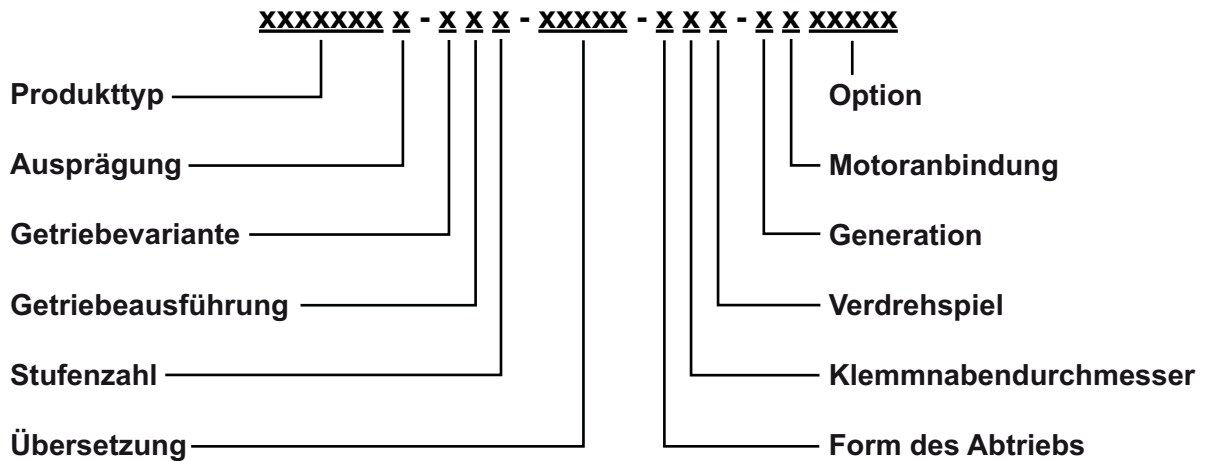 xxxxxxx x - x x x - xxxxx - x x x - x x xxxxx
Produkttyp
Option
Ausprägung
Motoranbindung
Getriebevariante
Generation
Getriebeausführung
Verdrehspiel
Stufenzahl
Klemmnabendurchmesser
Übersetzung
Form des Abtriebs